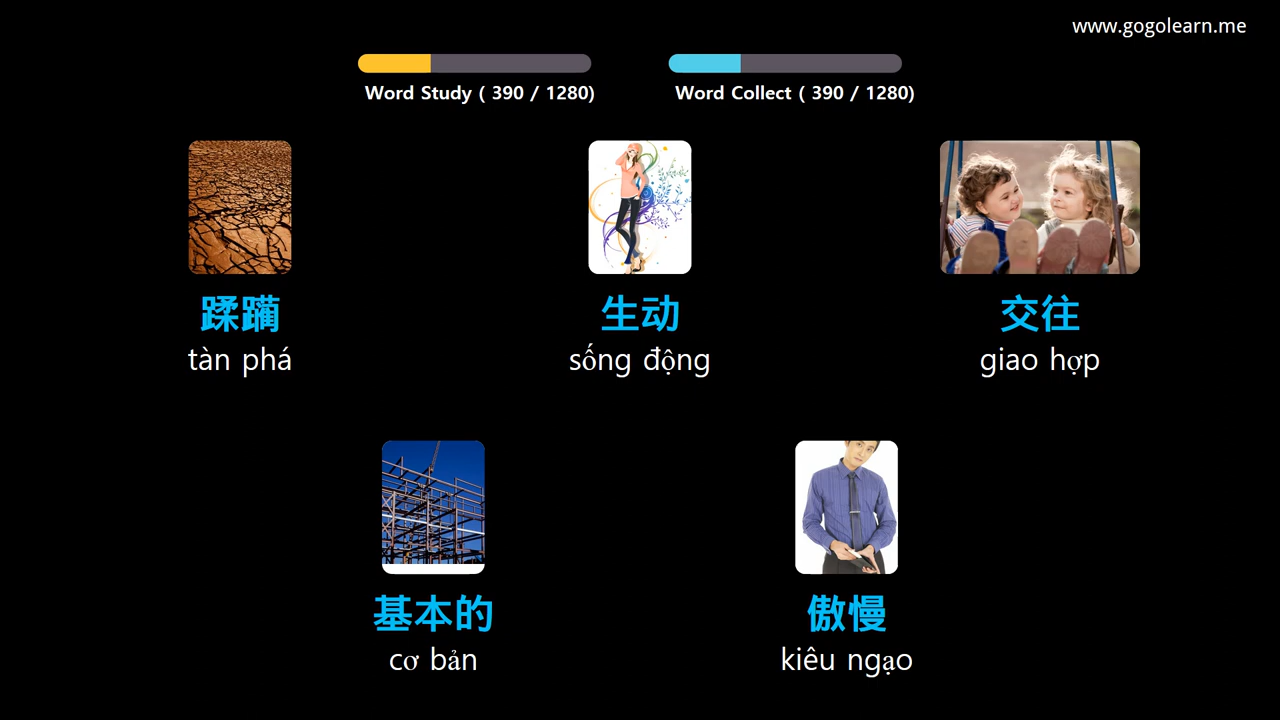 www.gogolearn.me
Word Study ( 390 / 1280)
Word Collect ( 390 / 1280)
蹂躏
tàn phá
生动
sống động
交往
giao hợp
基本的
cơ bản
傲慢
kiêu ngạo